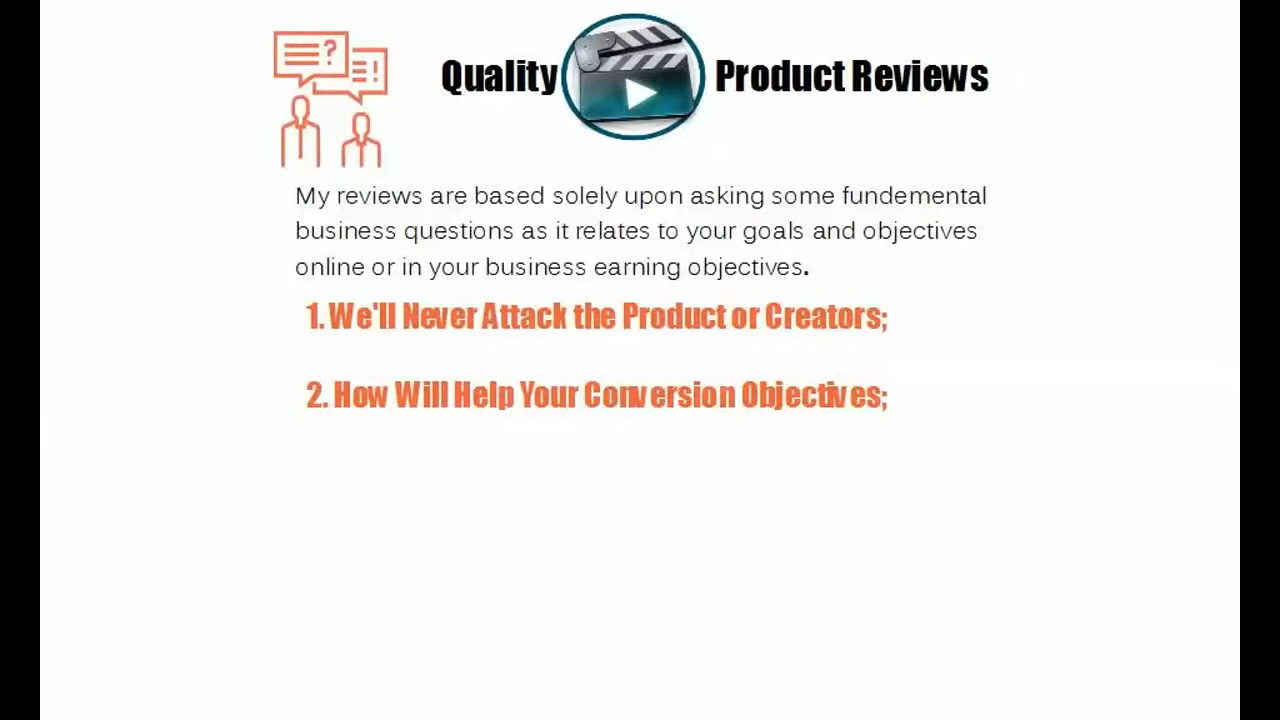 Quality Product Reviews
My reviews are based solely upon asking some fundemental
business questions as it relates to your goals and objectives
online or in your business earning objectives.
1. We'll Never Attack the Product or Creators;
2. How Will Help Your Conversion Objectives;